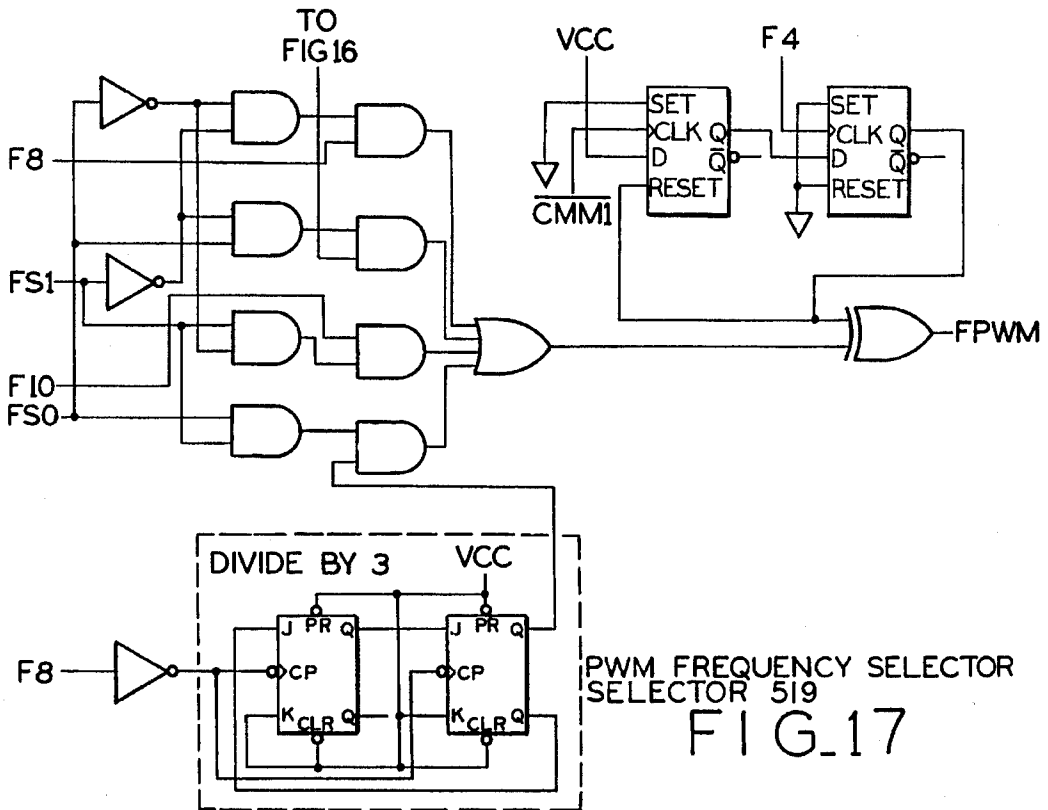 TO
FIG16
VCC
F4
F8
SET
CLK Q
D
Q
RESET
SET
CLK Q
D
Q
RESET
CMM1
FS1
F10
FS0
FPWM
DIVIDE BY 3
VCC
J PR Q
CP
K CLR Q
J PR Q
CP
K CLR Q
F8
PWM FREQUENCY SELECTOR
SELECTOR 519
FIG_17